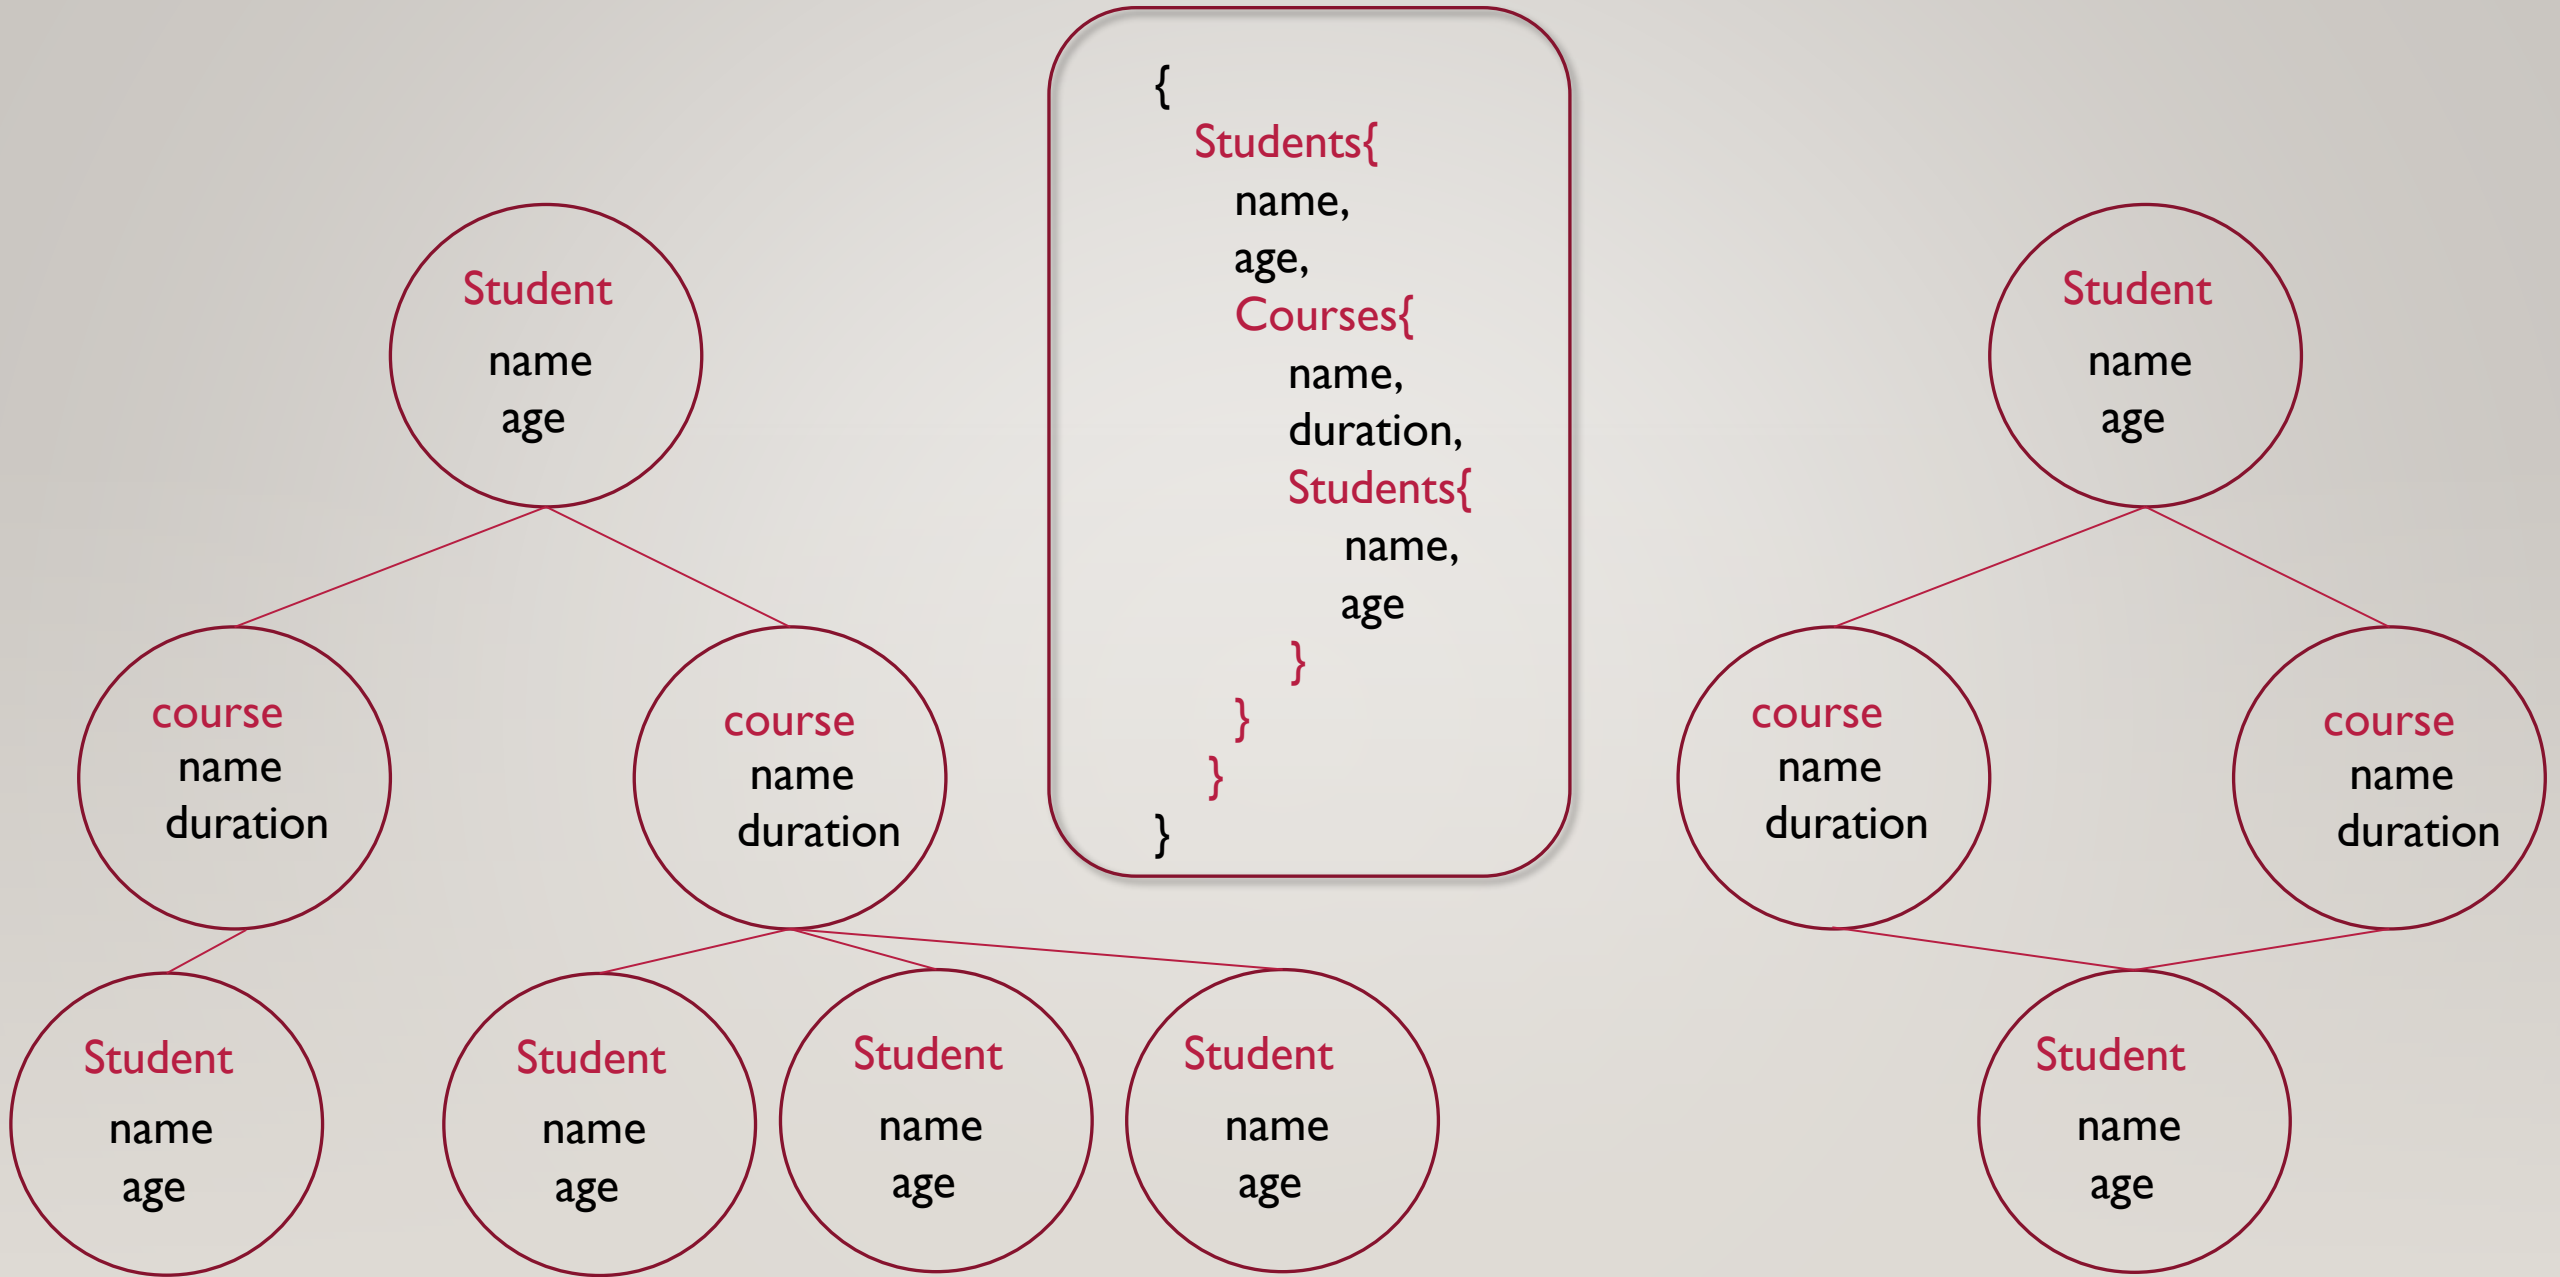 {
Students{
name,
age,
Courses{
name,
duration,
Students{
name,
age
}
}
}
}
Student
name
age
course
name
duration
course
name
duration
Student
name
age
Student
name
age
Student
name
age
Student
name
age
Student
name
age
course
name
duration
course
name
duration
Student
name
age